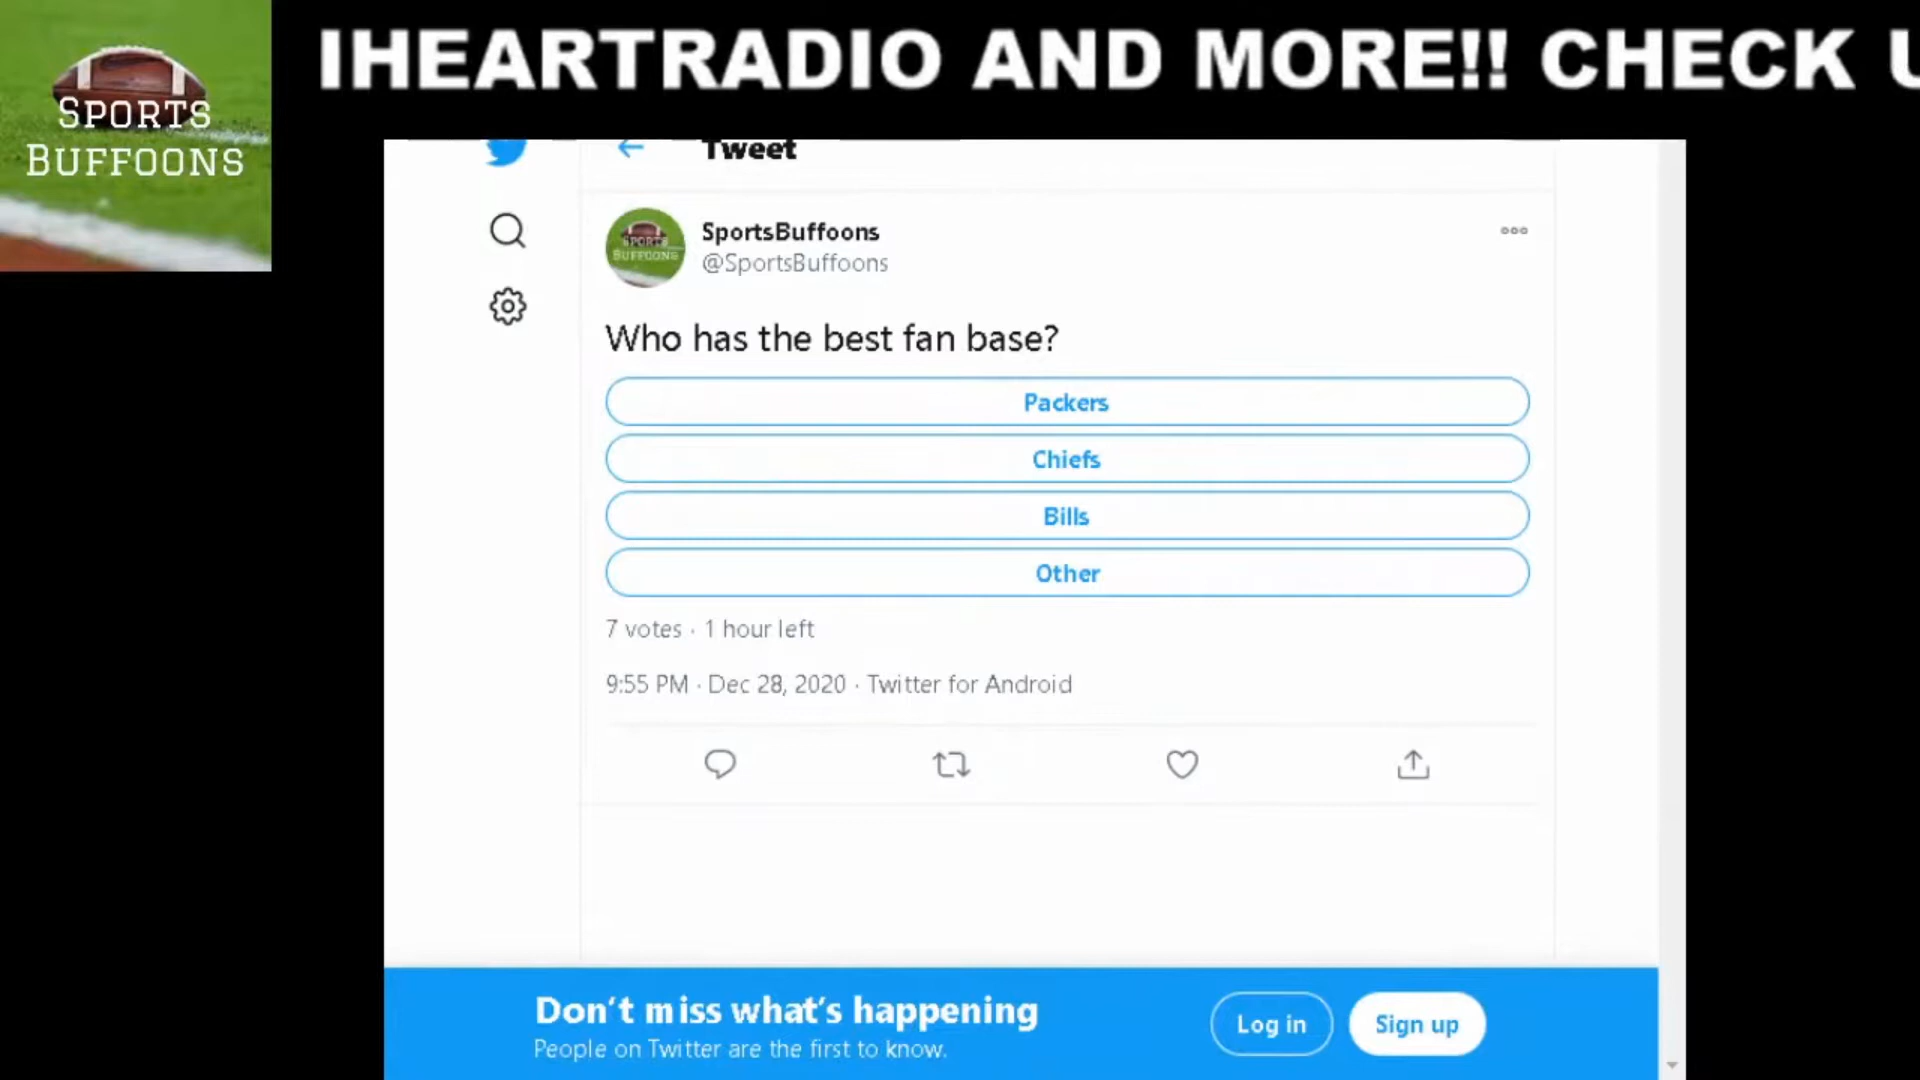 IHEARTRADIO AND MORE!! CHECK U
SPORTS
BUFFOONS
Tweet
SportsBuffoons
@SportsBuffoons
SPORTS
BUFFOONS
Who has the best fan base?
Packers
Chiefs
Bills
Other
7 votes · 1 hour left
9:55 PM · Dec 28, 2020 · Twitter for Android
Don't miss what's happening
People on Twitter are the first to know.
Log in
Sign up